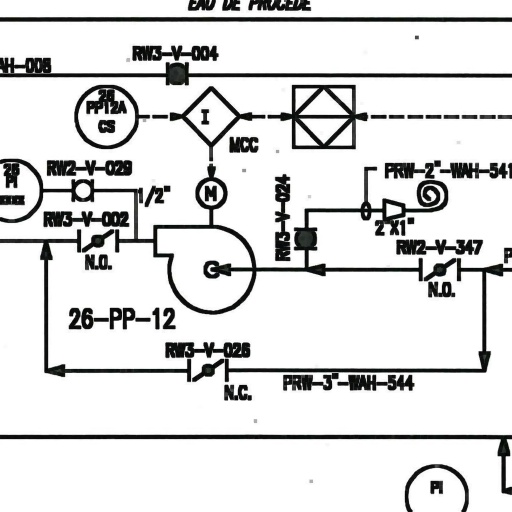 EAU DE PROCEDE
RW3-V-004
AH-006
26
PP12A
CS
I
MCC
26
PI
xxxx
RW2-V-029
1/2"
M
RW3-V-024
PRW-2"-WAH-541
2"X1"
RW3-V-002
N.O.
RW2-V-347
N.O.
P
26-PP-12
RW3-V-026
N.C.
PRW-3"-WAH-544
PI